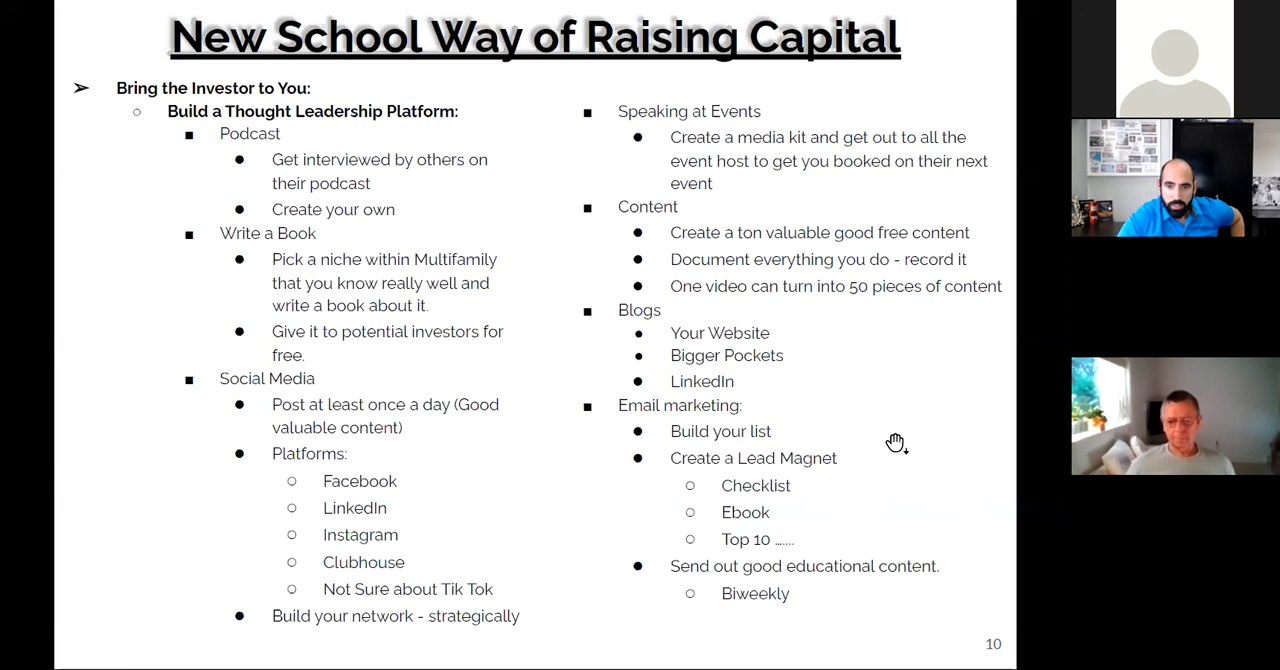 New School Way of Raising Capital
➢ Bring the Investor to You:
○ Build a Thought Leadership Platform:
■ Podcast
● Get interviewed by others on
their podcast
● Create your own
■ Write a Book
● Pick a niche within Multifamily
that you know really well and
write a book about it.
● Give it to potential investors for
free.
■ Social Media
● Post at least once a day (Good
valuable content)
● Platforms:
○ Facebook
○ LinkedIn
○ Instagram
○ Clubhouse
○ Not Sure about Tik Tok
● Build your network - strategically
■ Speaking at Events
● Create a media kit and get out to all the
event host to get you booked on their next
event
■ Content
● Create a ton valuable good free content
● Document everything you do - record it
● One video can turn into 50 pieces of content
■ Blogs
● Your Website
● Bigger Pockets
● LinkedIn
■ Email marketing:
● Build your list
● Create a Lead Magnet
○ Checklist
○ Ebook
○ Top 10 .......
● Send out good educational content.
○ Biweekly
10